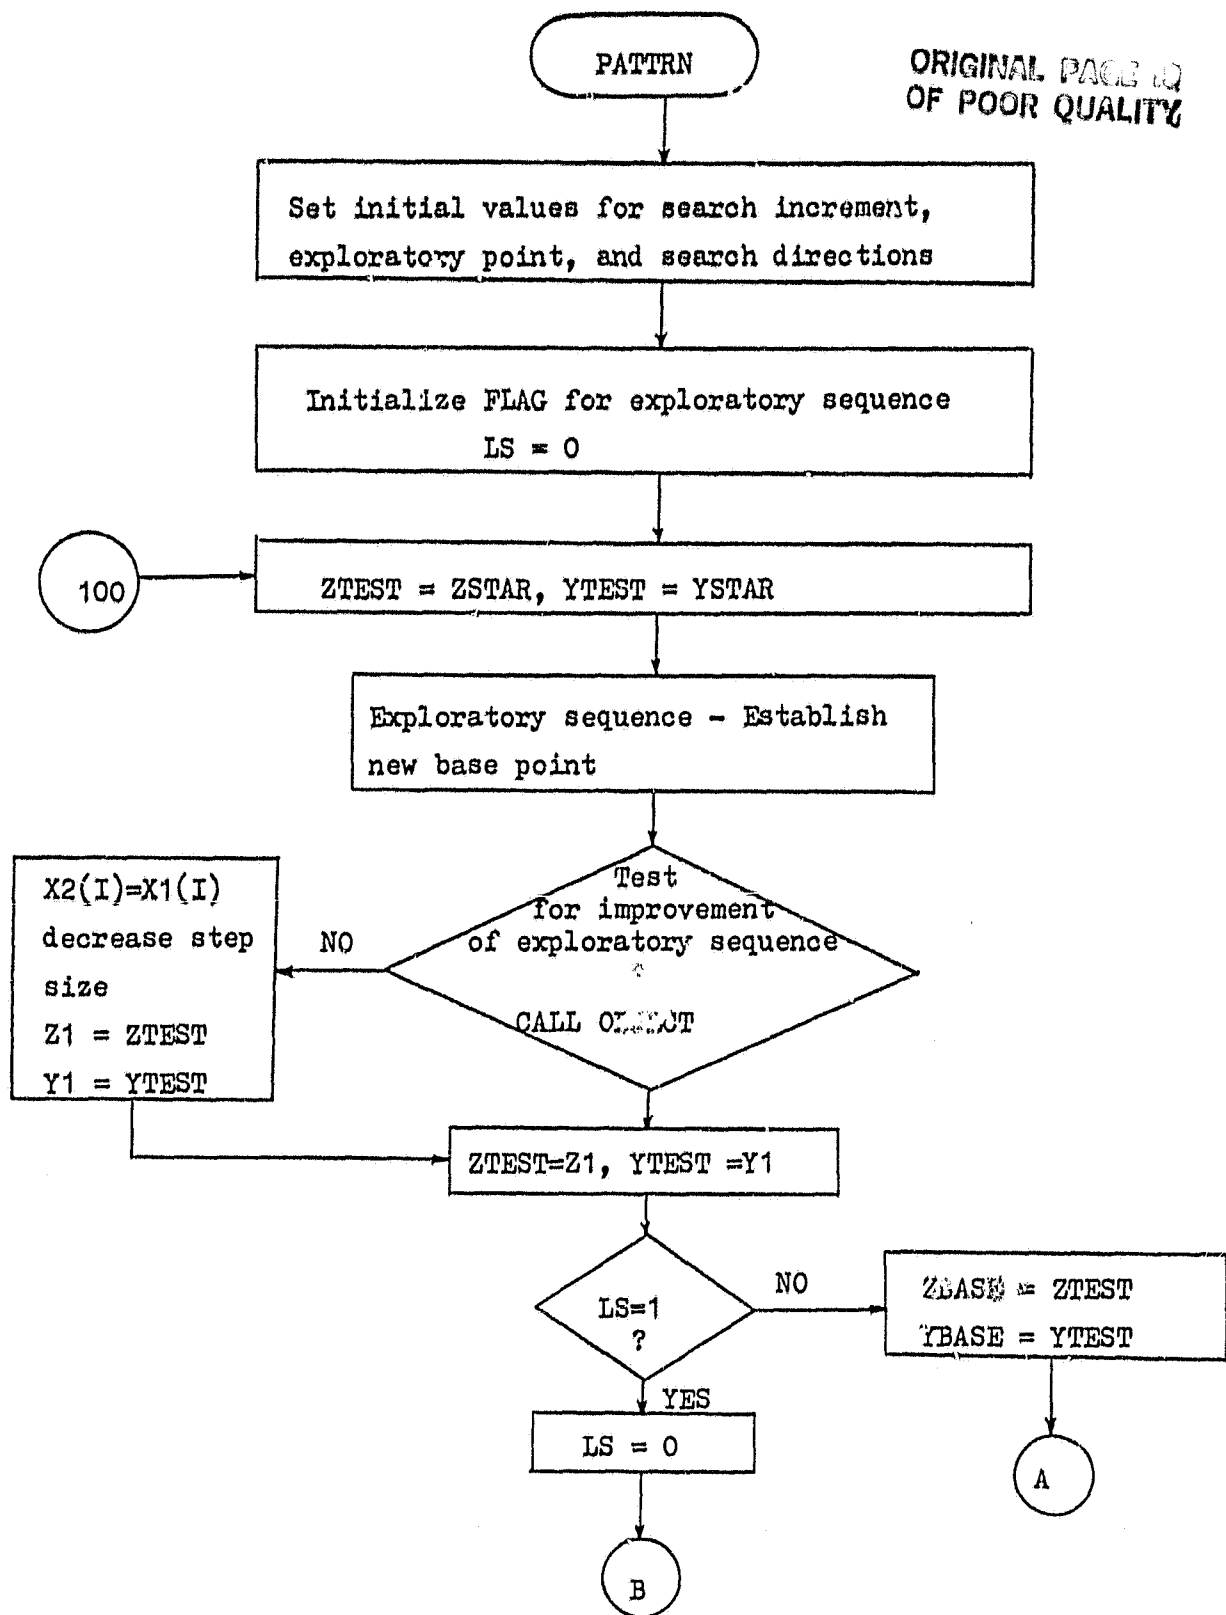 PATTRN
ORIGINAL PAGE
OF POOR QUALITY
Set initial values for search increment,
exploratory point, and search directions
Initialize FLAG for exploratory sequence
LS = 0
100
ZTEST = ZSTAR, YTEST = YSTAR
Exploratory sequence - Establish
new base point
Test
for improvement
of exploratory sequence
CALL
NO
X2(I)=X1(I)
decrease step
size
Z1 = ZTEST
Y1 = YTEST
ZTEST=Z1, YTEST =Y1
LS=1
?
NO
ZBASE = ZTEST
YBASE = YTEST
YES
LS = 0
A
B